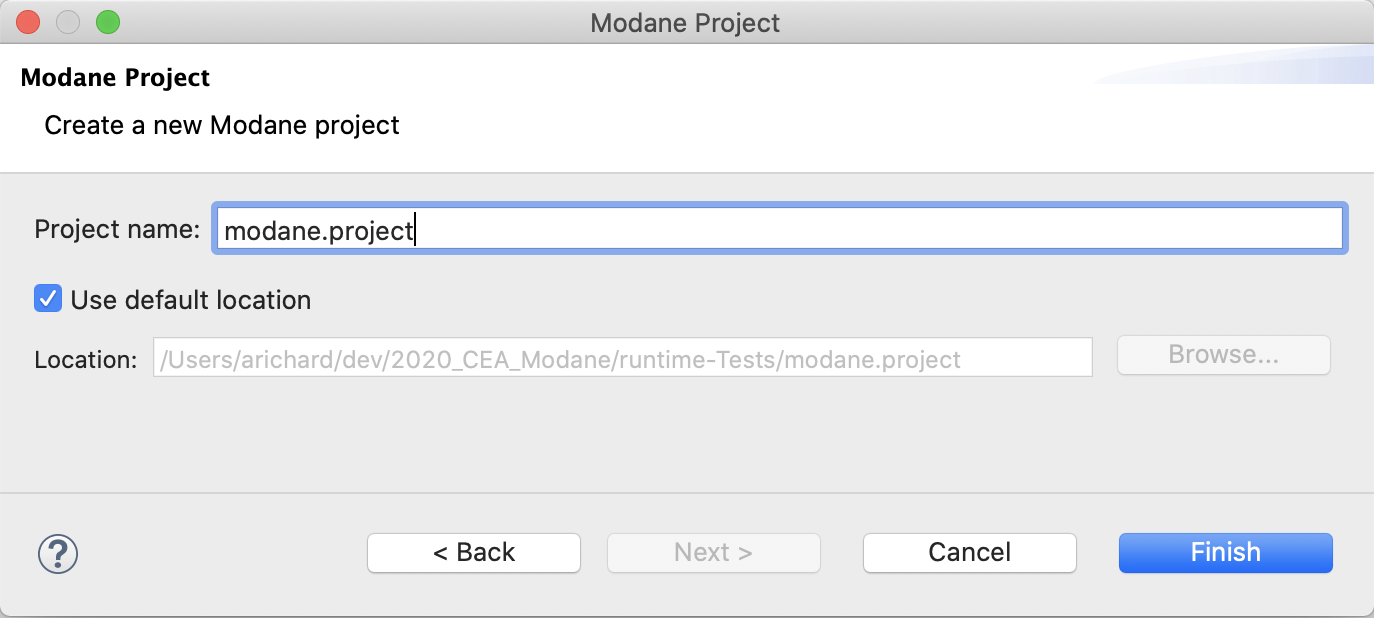 Modane Project
Modane Project
Create a new Modane project
Project name: modane.project
Use default location
Location: /Users/arichard/dev/2020_CEA_Modane/runtime-Tests/modane.project Browse...
? < Back Next > Cancel Finish